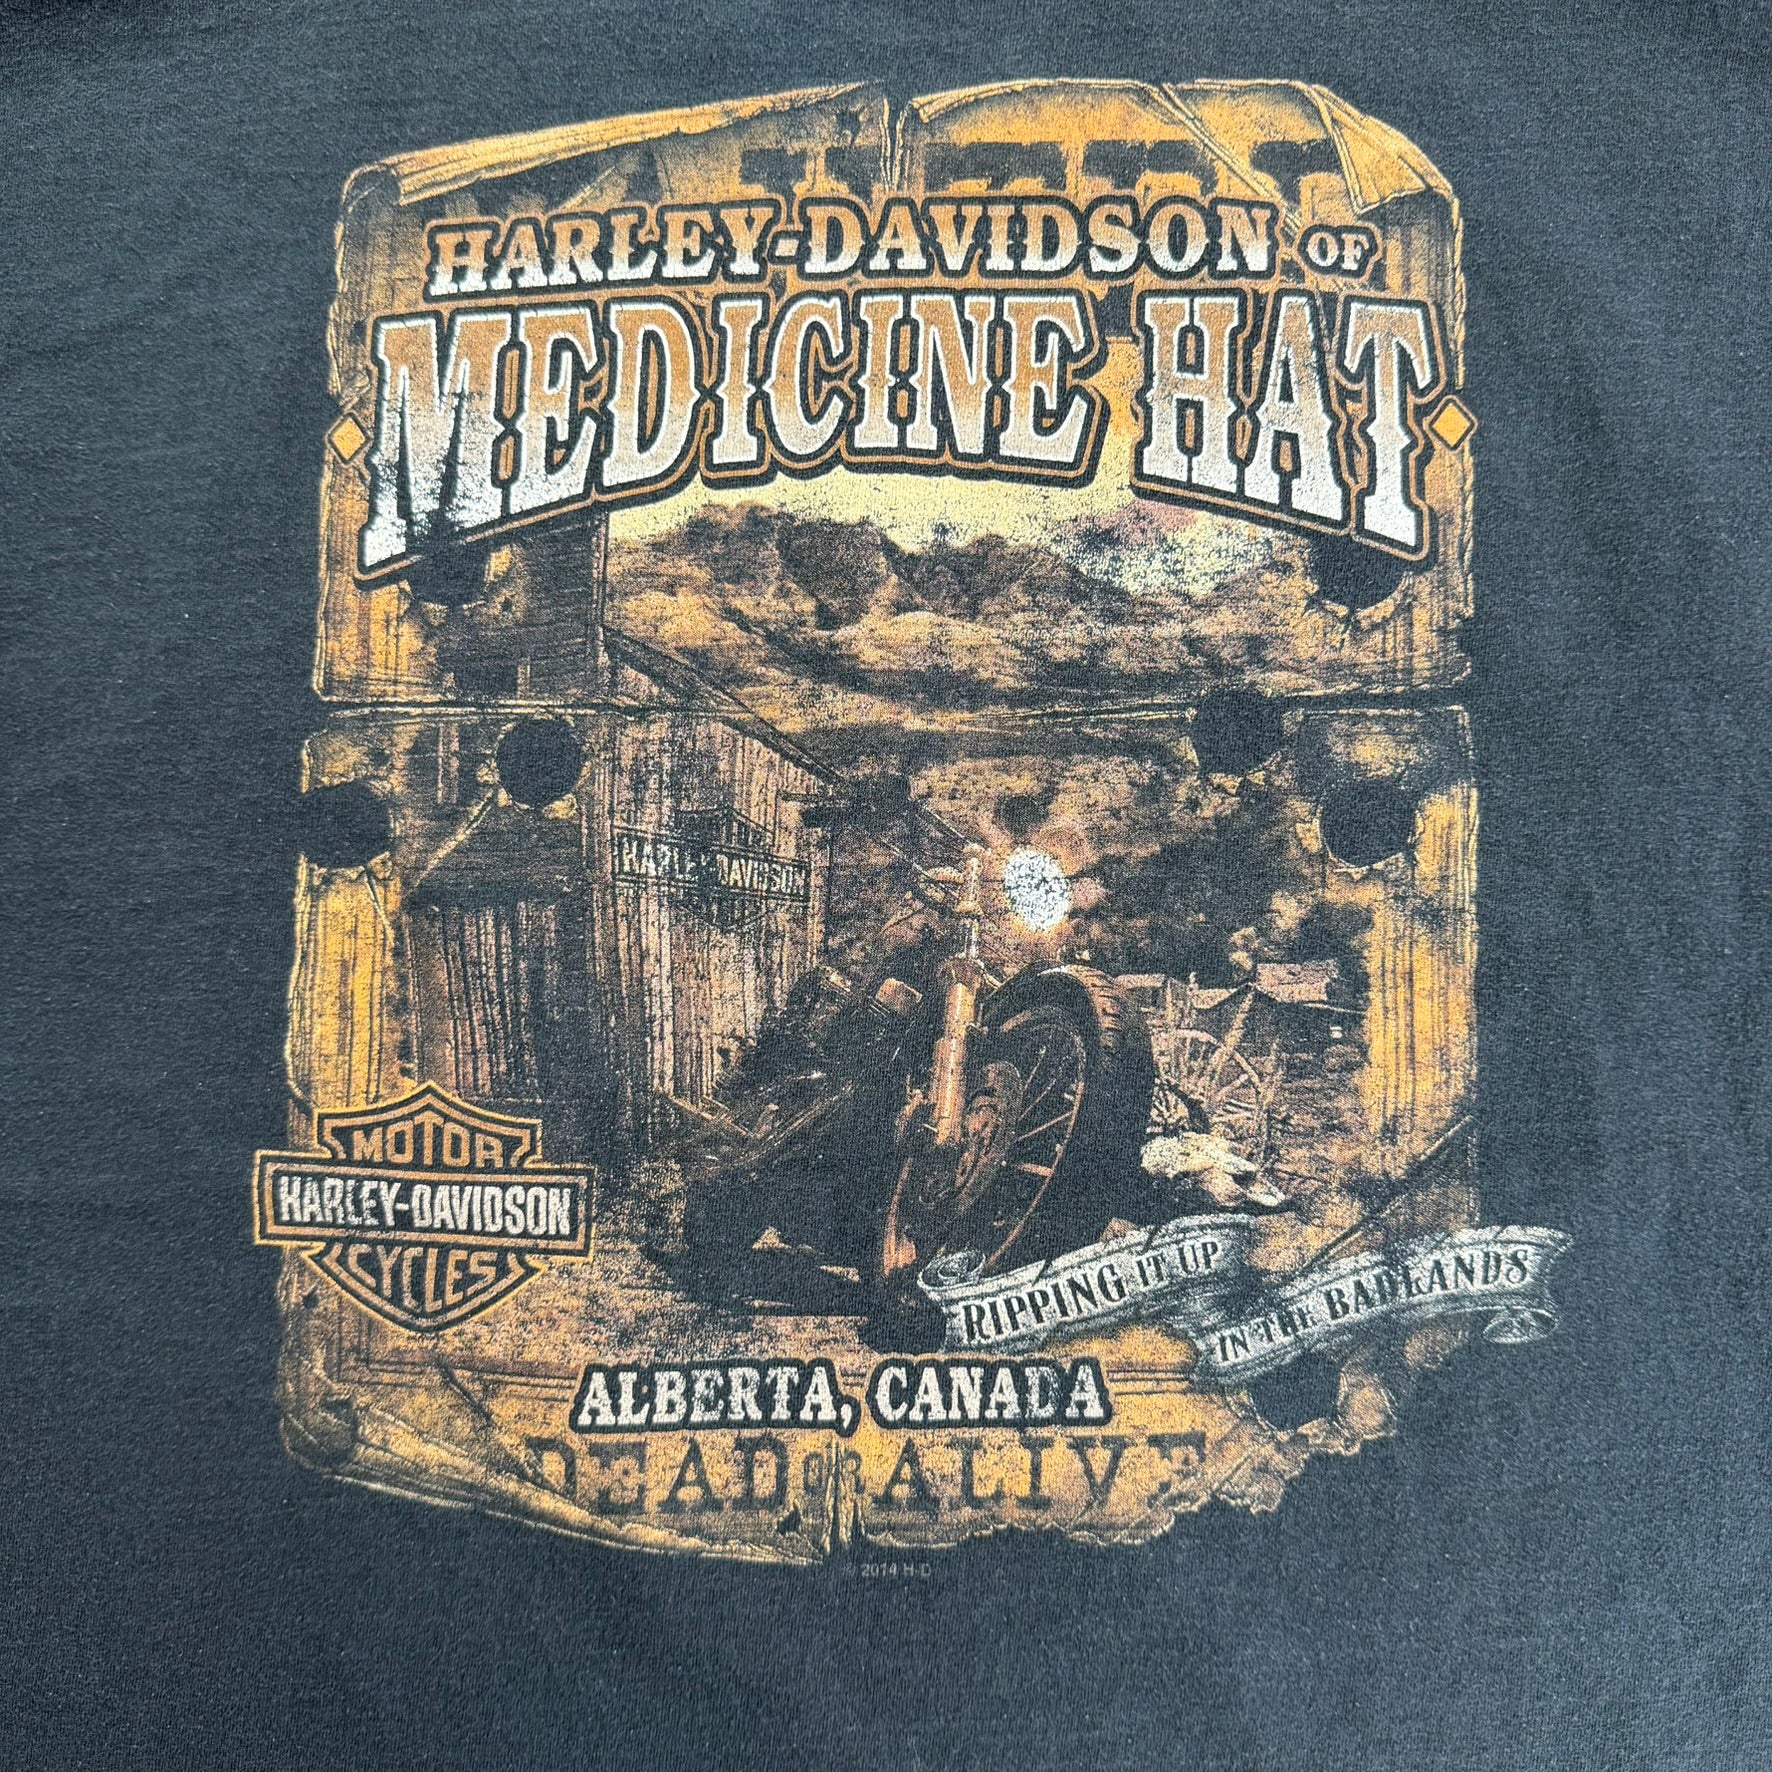 HARLEY-DAVIDSON OF
MEDICINE HAT
HARLEY-DAVIDSON
MOTOR
HARLEY-DAVIDSON
CYCLES
RIPPING IT UP
IN THE BADLANDS
ALBERTA, CANADA
DEAD OR ALIVE
© 2014 H-D